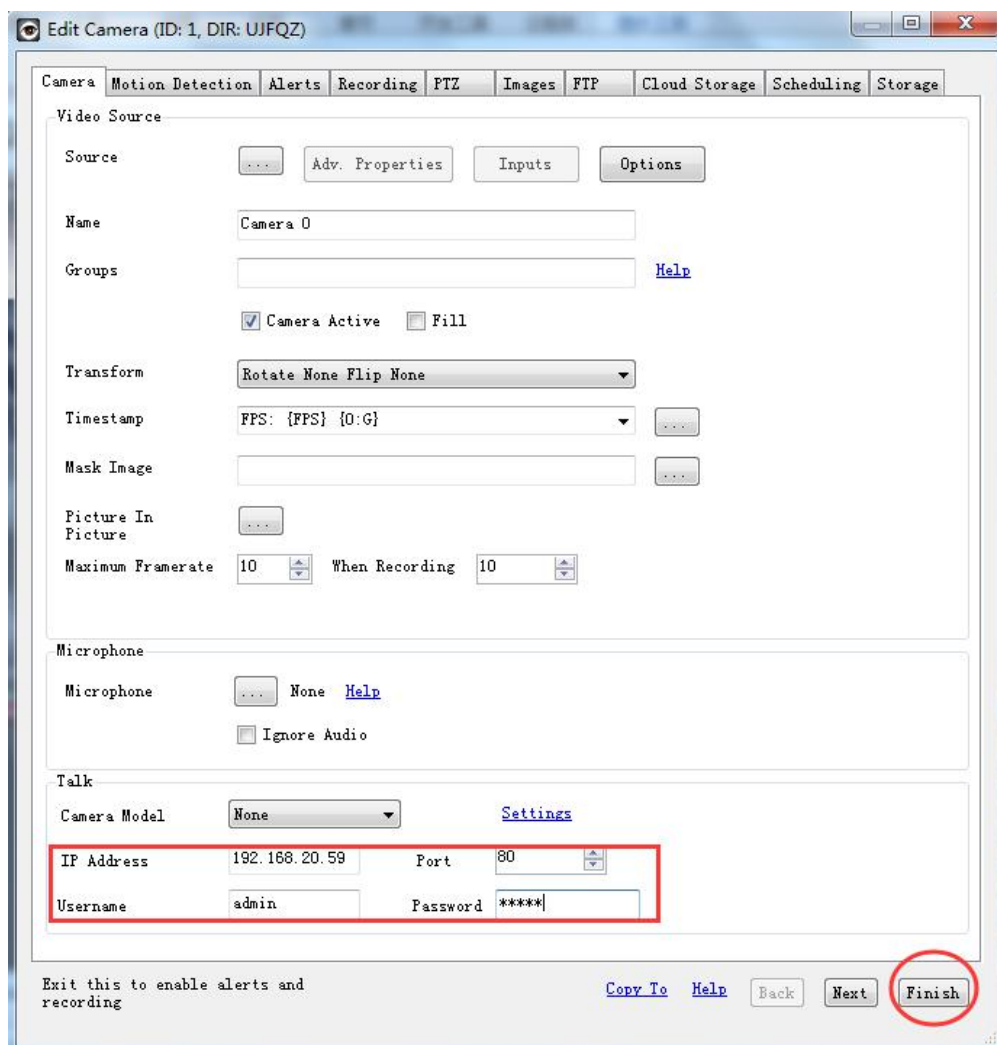 Edit Camera (ID: 1, DIR: UJFQZ)
Camera Motion Detection Alerts Recording PTZ Images FTP Cloud Storage Scheduling Storage
Video Source
Source ... Adv. Properties Inputs Options
Name Camera 0
Groups Help
Camera Active Fill
Transform Rotate None Flip None
Timestamp FPS: {FPS} {0:G} ...
Mask Image ...
Picture In
Picture ...
Maximum Framerate 10 When Recording 10
Microphone
Microphone ... None Help
Ignore Audio
Talk
Camera Model None Settings
IP Address 192.168.20.59 Port 80
Username admin Password *****
Exit this to enable alerts and
recording
Copy To Help Back Next Finish